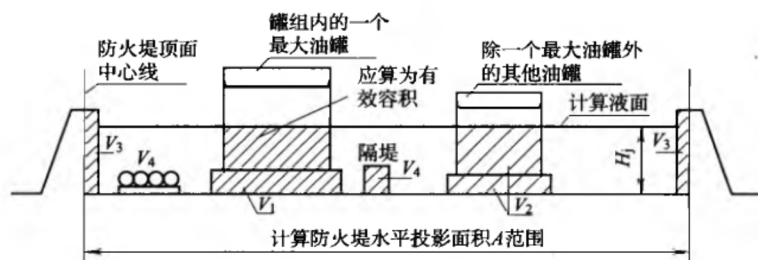 罐组内的一个
最大油罐
防火堤顶面
中心线
应算为有
效容积
除一个最大油罐外
的其他油罐
计算液面
V3
V4
隔堤
V4
Hj
V3
V1
V2
计算防火堤水平投影面积A范围